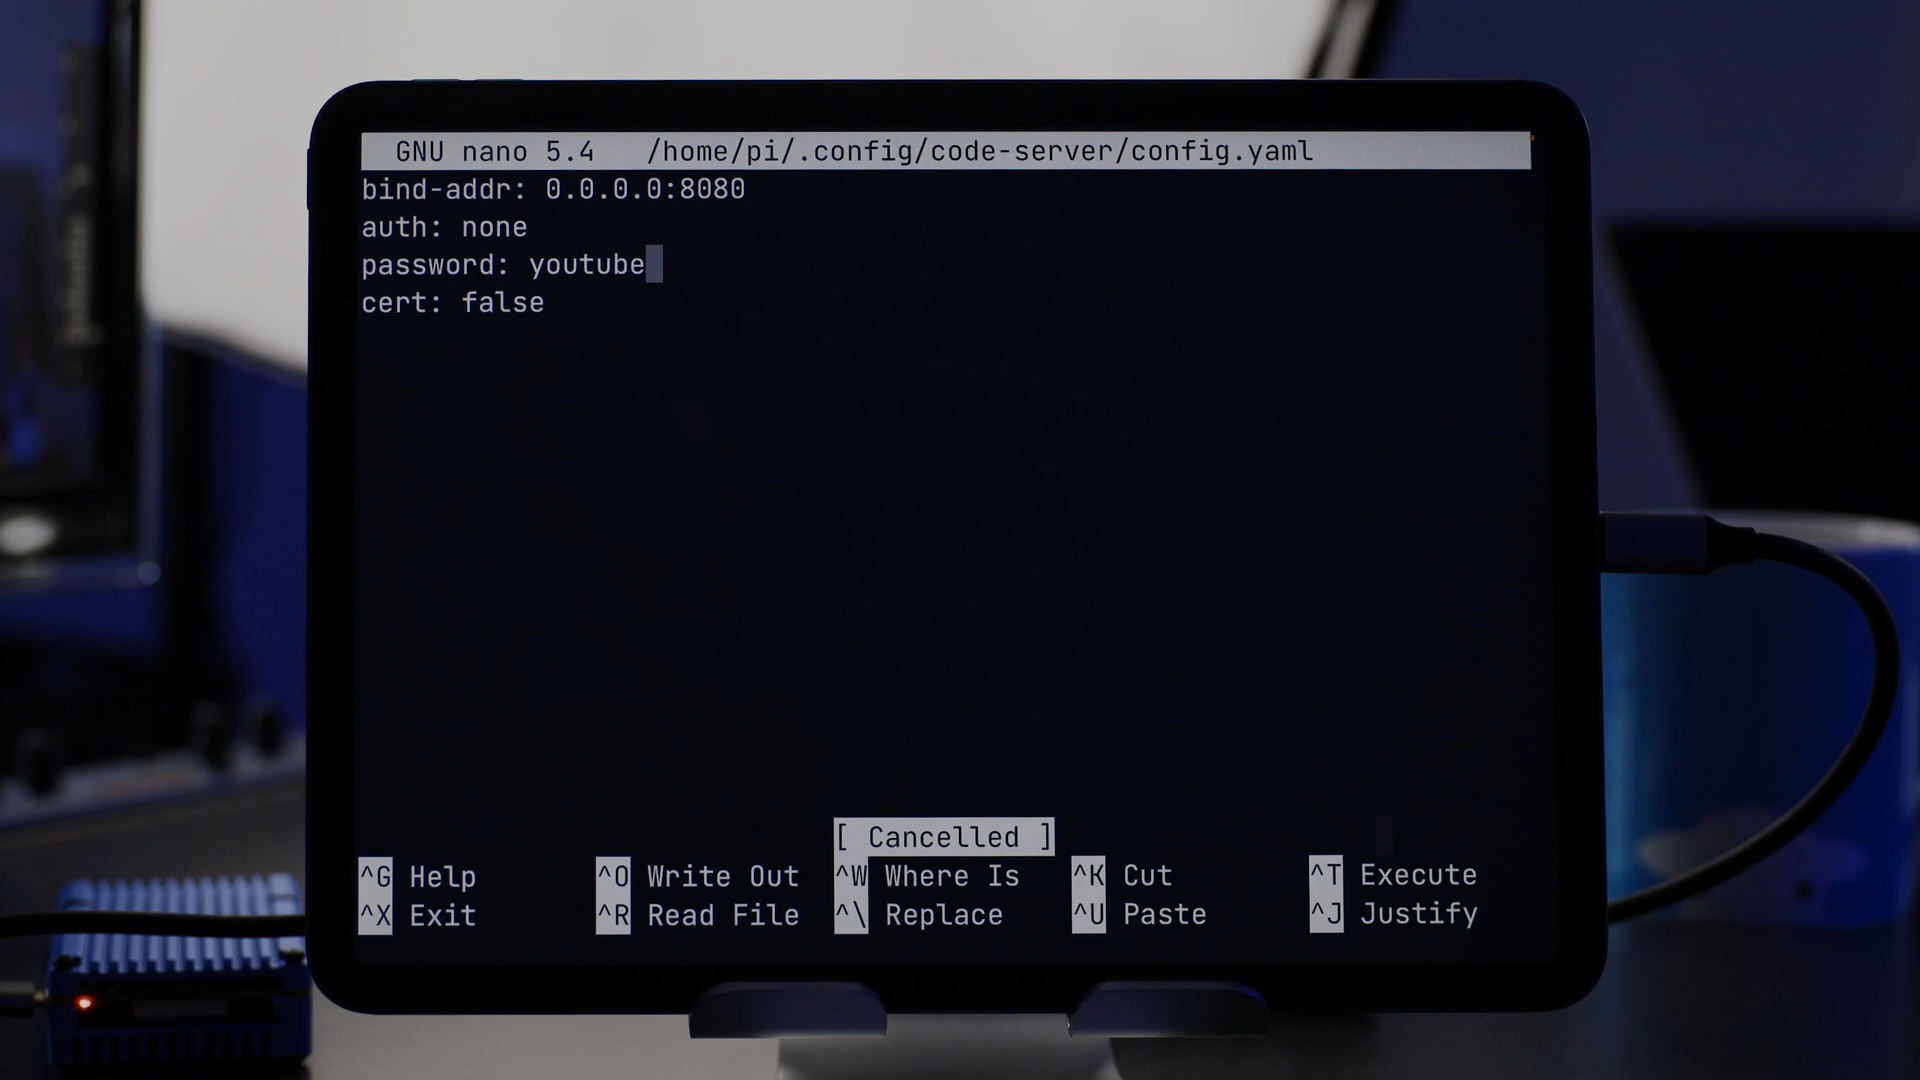 GNU nano 5.4 /home/pi/.config/code-server/config.yaml
bind-addr: 0.0.0.0:8080
auth: none
password: youtube
cert: false
[ Cancelled ]
^G Help ^O Write Out ^W Where Is ^K Cut ^T Execute
^X Exit ^R Read File ^\ Replace ^U Paste ^J Justify